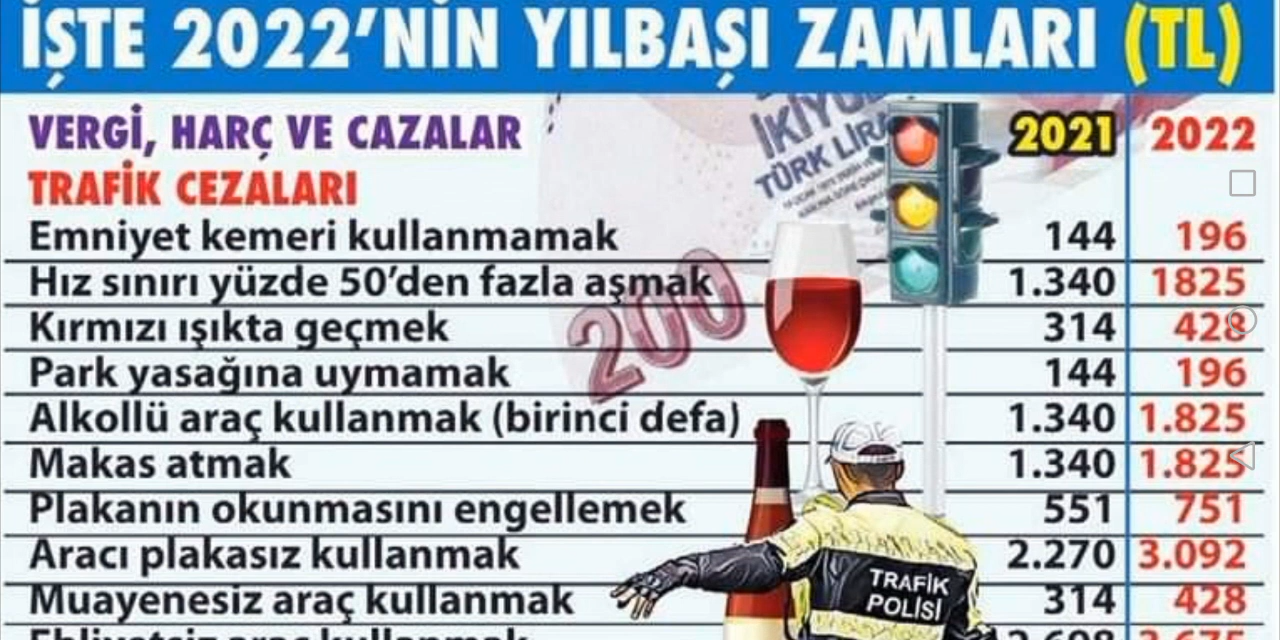 İŞTE 2022'NİN YILBAŞI ZAMLARI (TL)
VERGİ, HARÇ VE CAZALAR 2021 2022
TRAFİK CEZALARI
Emniyet kemeri kullanmamak 144 196
Hız sınırı yüzde 50'den fazla aşmak 1.340 1825
Kırmızı ışıkta geçmek 314 428
Park yasağına uymamak 144 196
Alkollü araç kullanmak (birinci defa) 1.340 1.825
Makas atmak 1.340 1.825
Plakanın okunmasını engellemek 551 751
Aracı plakasız kullanmak 2.270 3.092
Muayenesiz araç kullanmak 314 428
Ehliyetsiz araç kullanmak
200
TÜRK LİRA
TRAFİK
POLİSİ